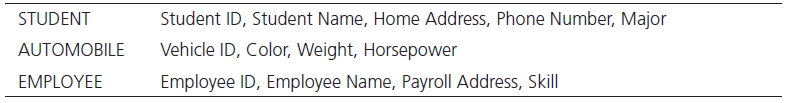 STUDENT Student ID, Student Name, Home Address, Phone Number, Major
AUTOMOBILE Vehicle ID, Color, Weight, Horsepower
EMPLOYEE Employee ID, Employee Name, Payroll Address, Skill